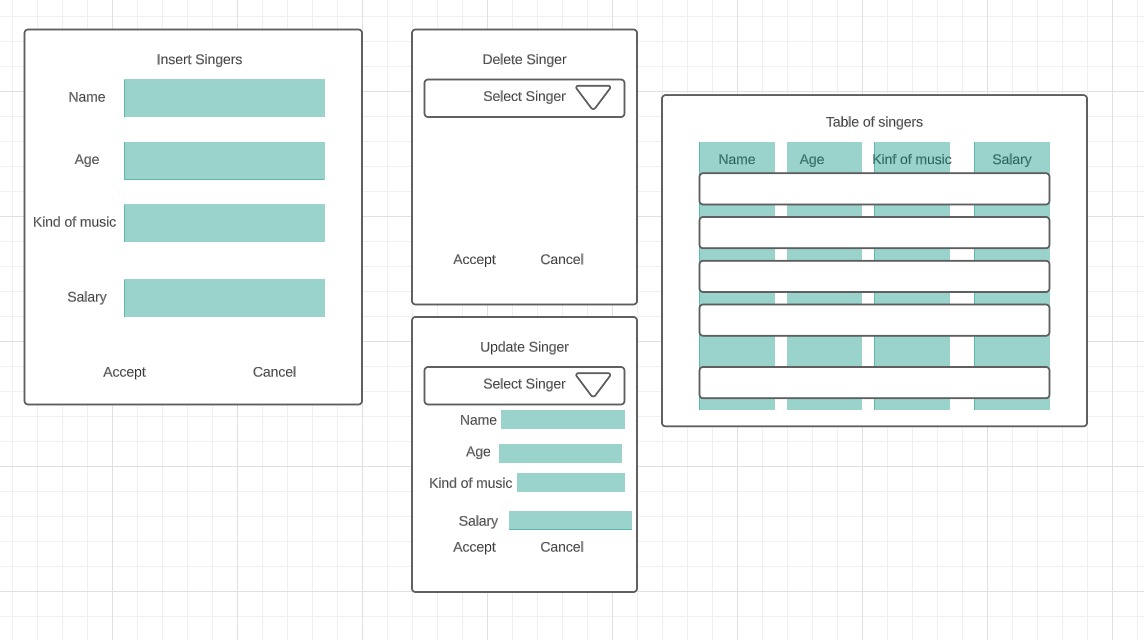 Insert Singers
Name
Age
Kind of music
Salary
Accept
Cancel
Delete Singer
Select Singer
Accept
Cancel
Update Singer
Select Singer
Name
Age
Kind of music
Salary
Accept
Cancel
Table of singers
Name
Age
Kinf of music
Salary